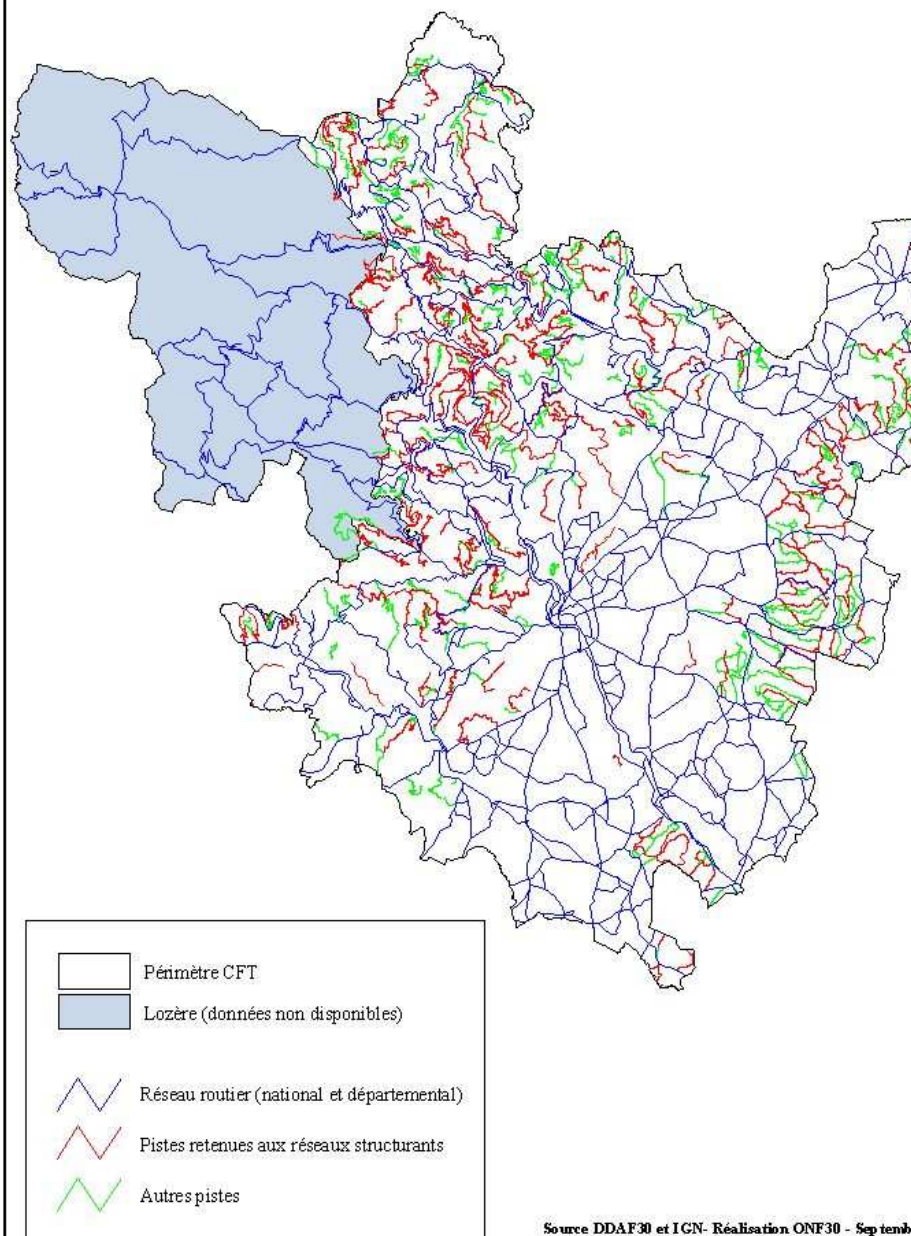 Périmètre CFT
Lozère (données non disponibles)
Réseau routier (national et départemental)
Pistes retenues aux réseaux structurants
Autres pistes
Source DDAF30 et IGN- Réalisation ONF30 - Septemb